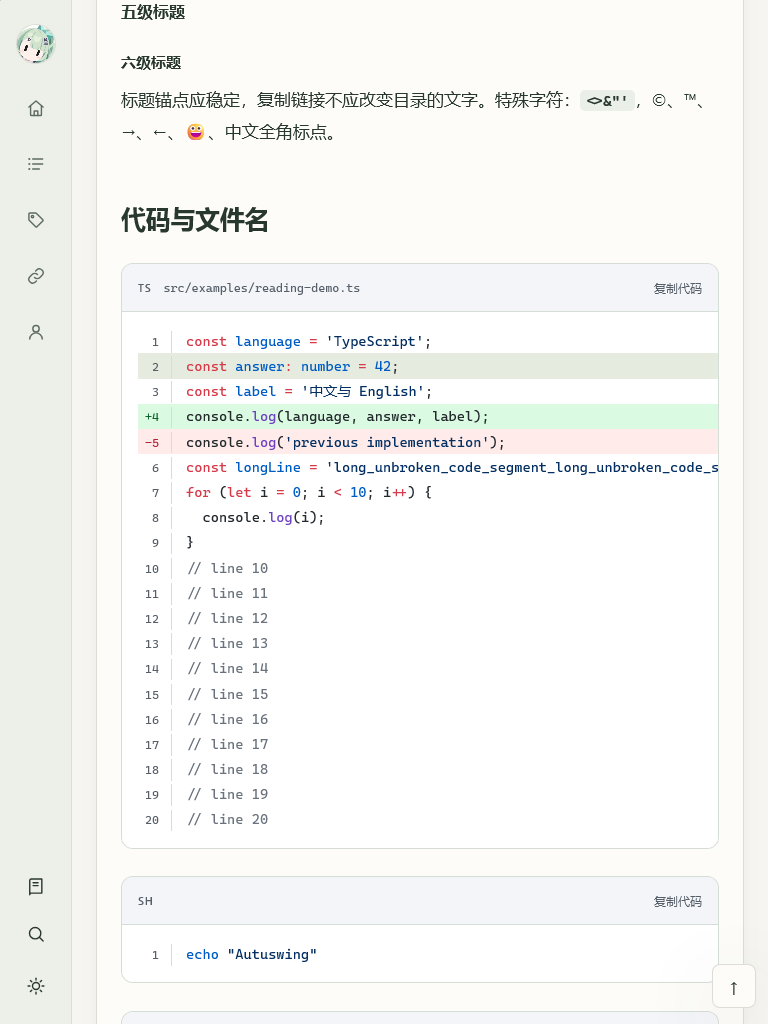 五级标题
六级标题
标题锚点应稳定，复制链接不应改变目录的文字。特殊字符：<>&"'，©、™、
→、←、😀、中文全角标点。
代码与文件名
TS src/examples/reading-demo.ts 复制代码
1 const language = 'TypeScript';
2 const answer: number = 42;
3 const label = '中文与 English';
+4 console.log(language, answer, label);
−5 console.log('previous implementation');
6 const longLine = 'long_unbroken_code_segment_long_unbroken_code_s
7 for (let i = 0; i < 10; i++) {
8 console.log(i);
9 }
10 // line 10
11 // line 11
12 // line 12
13 // line 13
14 // line 14
15 // line 15
16 // line 16
17 // line 17
18 // line 18
19 // line 19
20 // line 20
SH 复制代码
1 echo "Autuswing"
↑